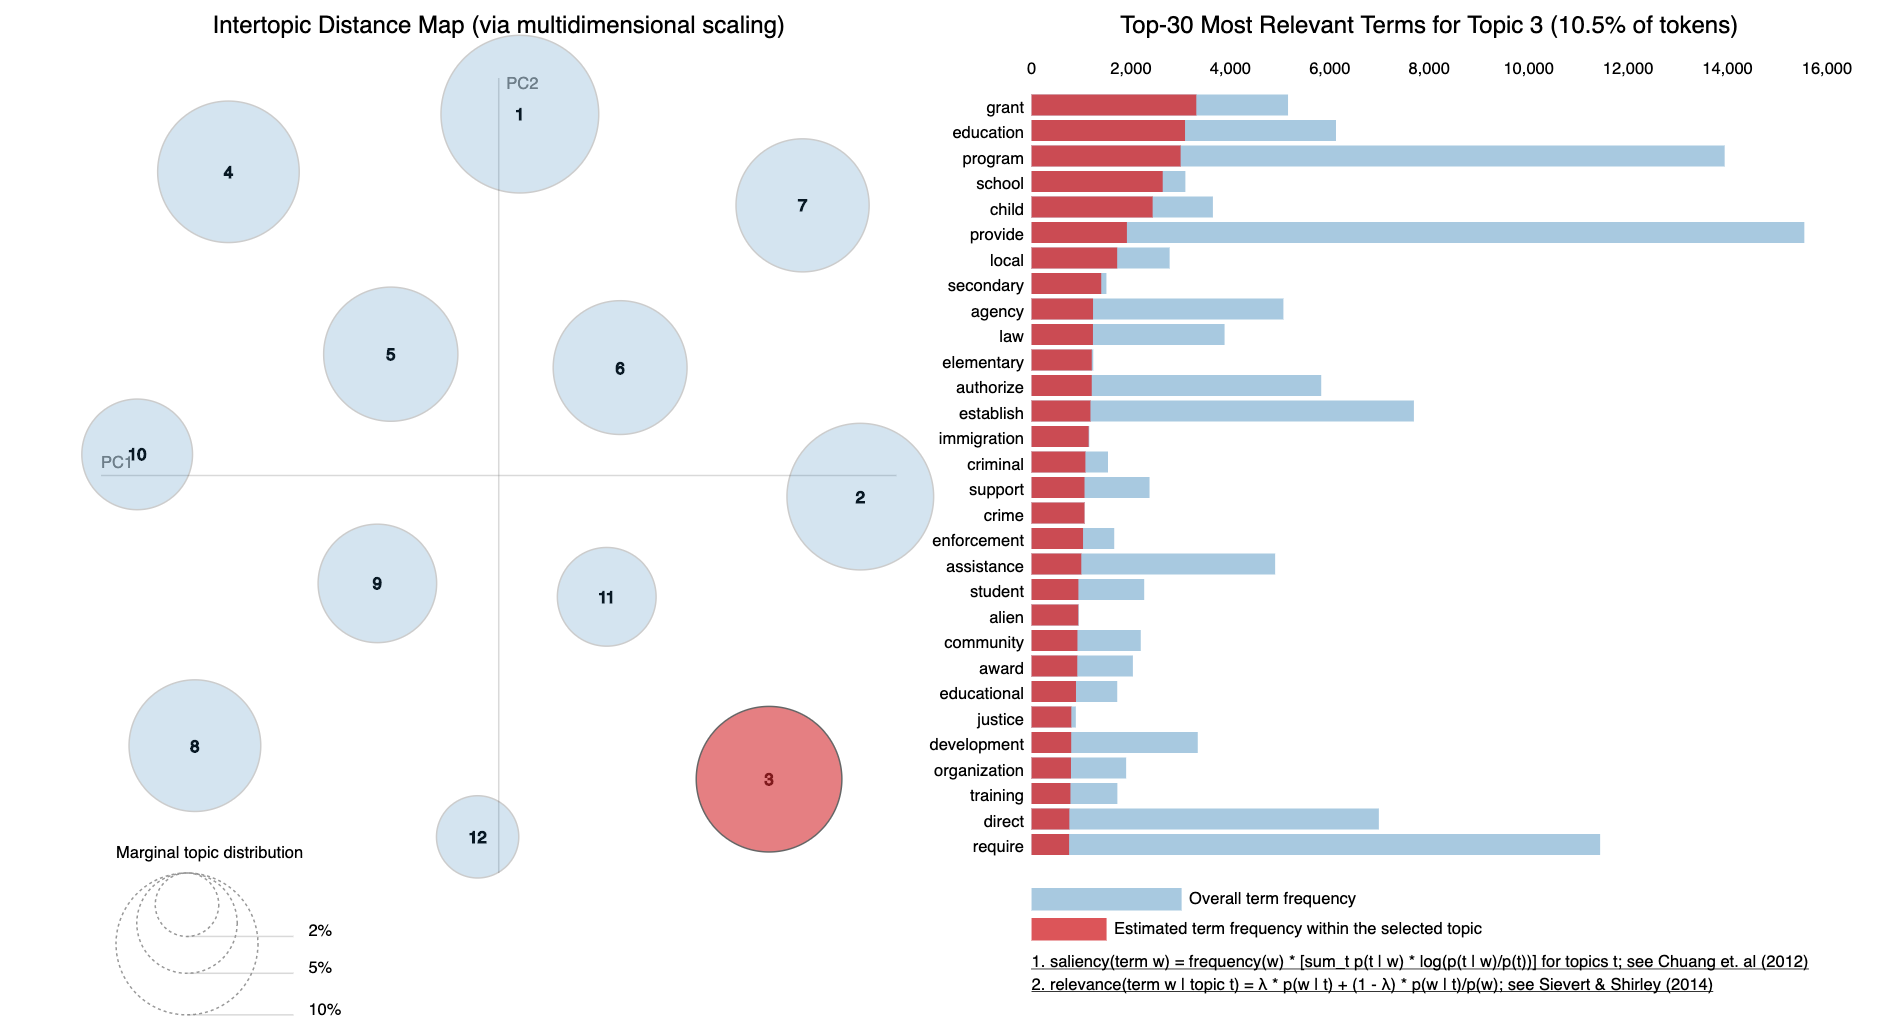 Intertopic Distance Map (via multidimensional scaling)
PC2
1
4
7
5
6
PC1
10
2
9
11
8
3
12
Marginal topic distribution
2%
5%
10%
Top-30 Most Relevant Terms for Topic 3 (10.5% of tokens)
0 2,000 4,000 6,000 8,000 10,000 12,000 14,000 16,000
grant
education
program
school
child
provide
local
secondary
agency
law
elementary
authorize
establish
immigration
criminal
support
crime
enforcement
assistance
student
alien
community
award
educational
justice
development
organization
training
direct
require
Overall term frequency
Estimated term frequency within the selected topic
1. saliency(term w) = frequency(w) * [sum_t p(t | w) * log(p(t | w)/p(t))] for topics t; see Chuang et. al (2012)
2. relevance(term w | topic t) = λ * p(w | t) + (1 - λ) * p(w | t)/p(w); see Sievert & Shirley (2014)